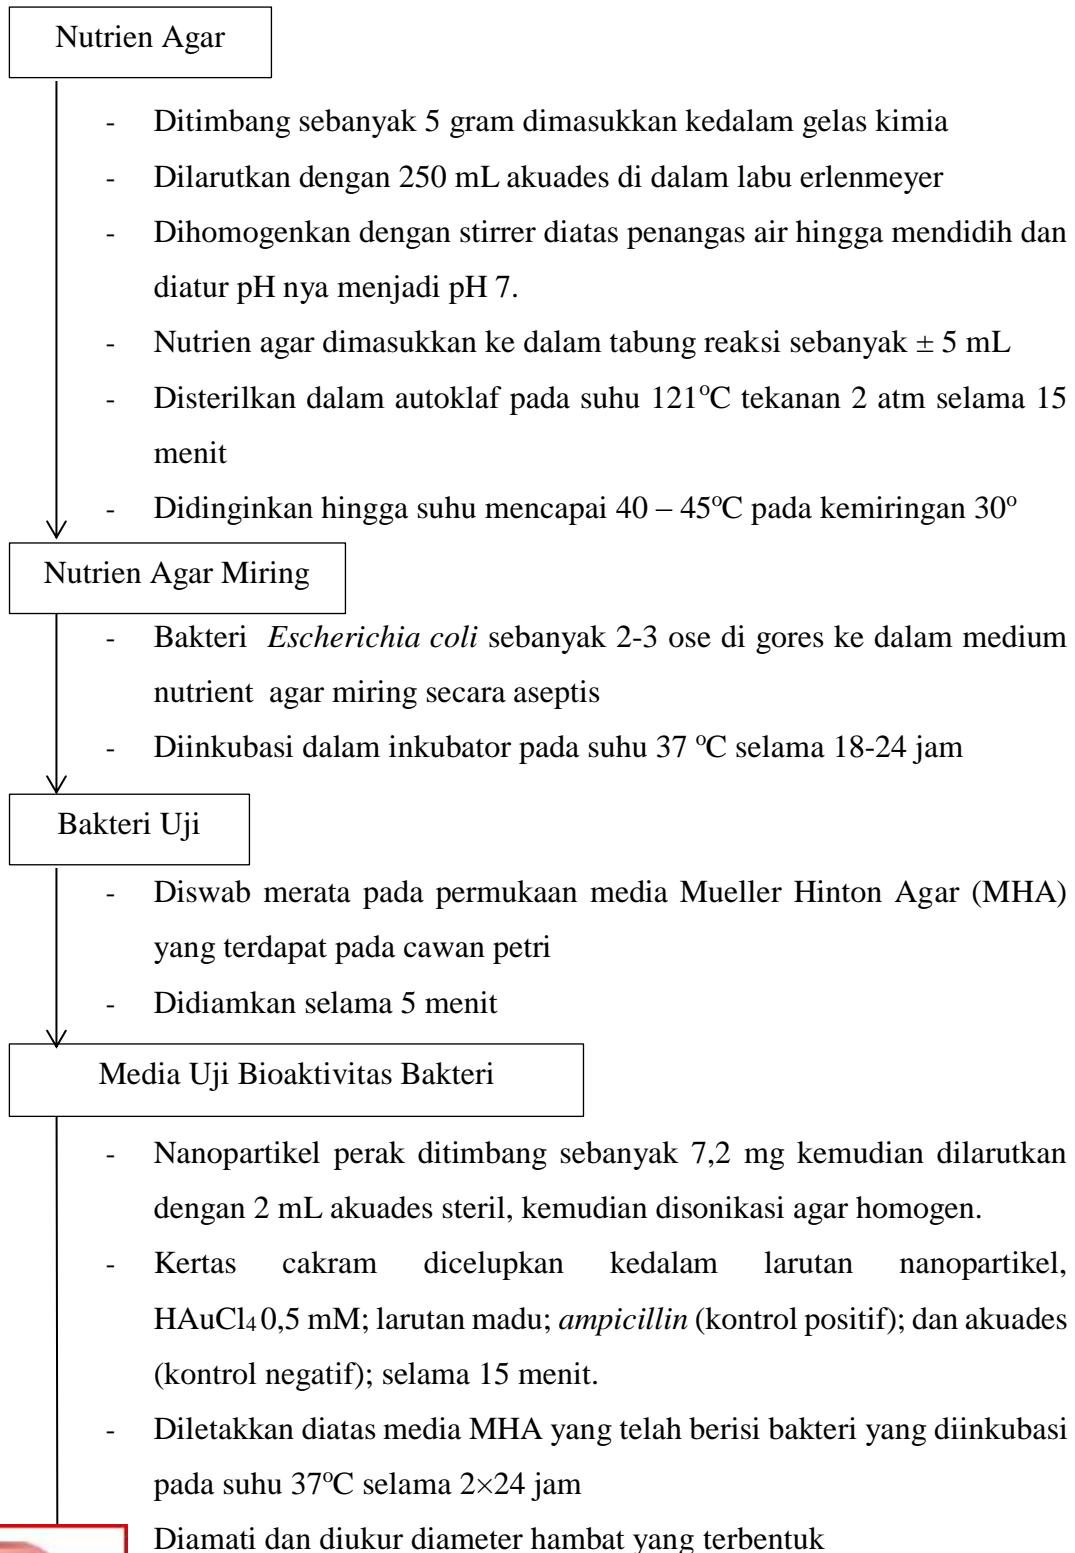 Nutrien Agar
- Ditimbang sebanyak 5 gram dimasukkan kedalam gelas kimia
- Dilarutkan dengan 250 mL akuades di dalam labu erlenmeyer
- Dihomogenkan dengan stirrer diatas penangas air hingga mendidih dan
diatur pH nya menjadi pH 7.
- Nutrien agar dimasukkan ke dalam tabung reaksi sebanyak ± 5 mL
- Disterilkan dalam autoklaf pada suhu 121°C tekanan 2 atm selama 15
menit
- Didinginkan hingga suhu mencapai 40 – 45°C pada kemiringan 30°
Nutrien Agar Miring
- Bakteri Escherichia coli sebanyak 2-3 ose di gores ke dalam medium
nutrient agar miring secara aseptis
- Diinkubasi dalam inkubator pada suhu 37 °C selama 18-24 jam
Bakteri Uji
- Diswab merata pada permukaan media Mueller Hinton Agar (MHA)
yang terdapat pada cawan petri
- Didiamkan selama 5 menit
Media Uji Bioaktivitas Bakteri
- Nanopartikel perak ditimbang sebanyak 7,2 mg kemudian dilarutkan
dengan 2 mL akuades steril, kemudian disonikasi agar homogen.
- Kertas cakram dicelupkan kedalam larutan nanopartikel,
HAuCl₄ 0,5 mM; larutan madu; ampicillin (kontrol positif); dan akuades
(kontrol negatif); selama 15 menit.
- Diletakkan diatas media MHA yang telah berisi bakteri yang diinkubasi
pada suhu 37°C selama 2×24 jam
Diamati dan diukur diameter hambat yang terbentuk